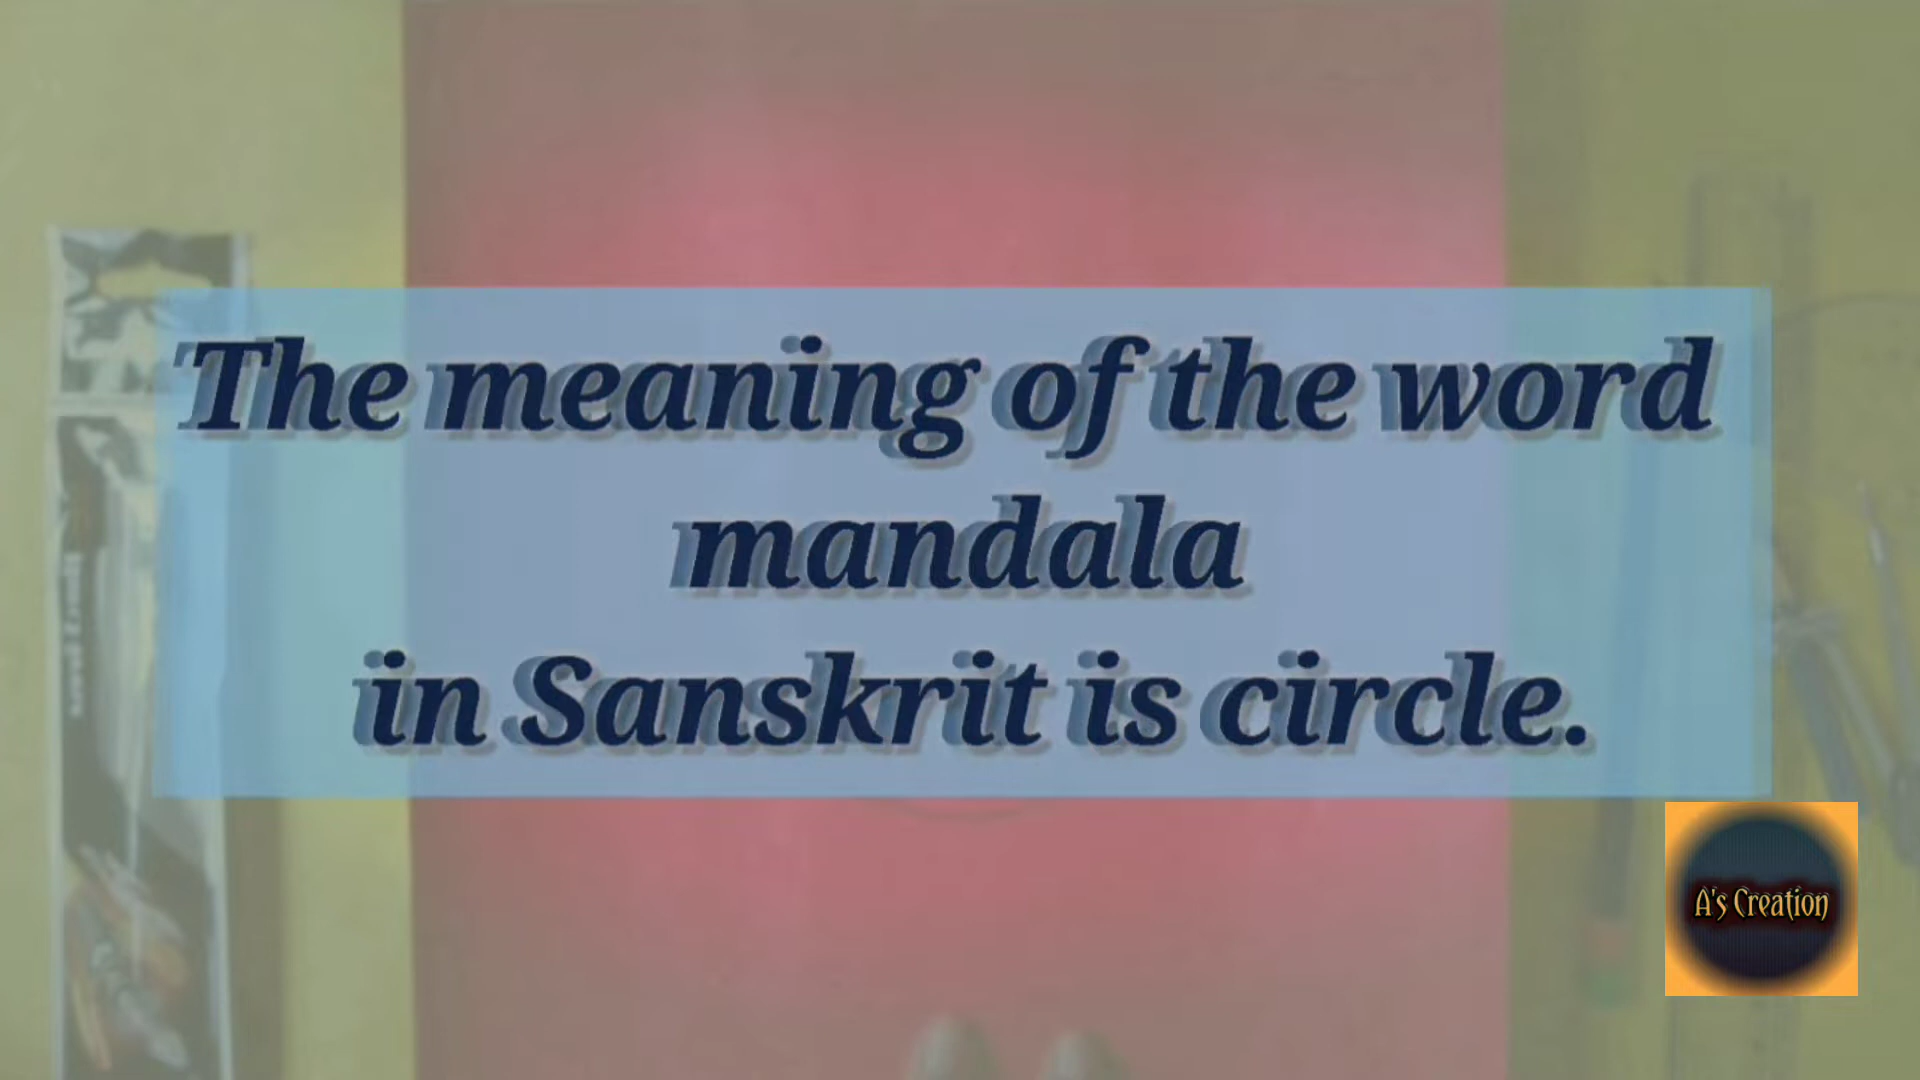 The meaning of the word
mandala
in Sanskrit is circle.
A's Creation